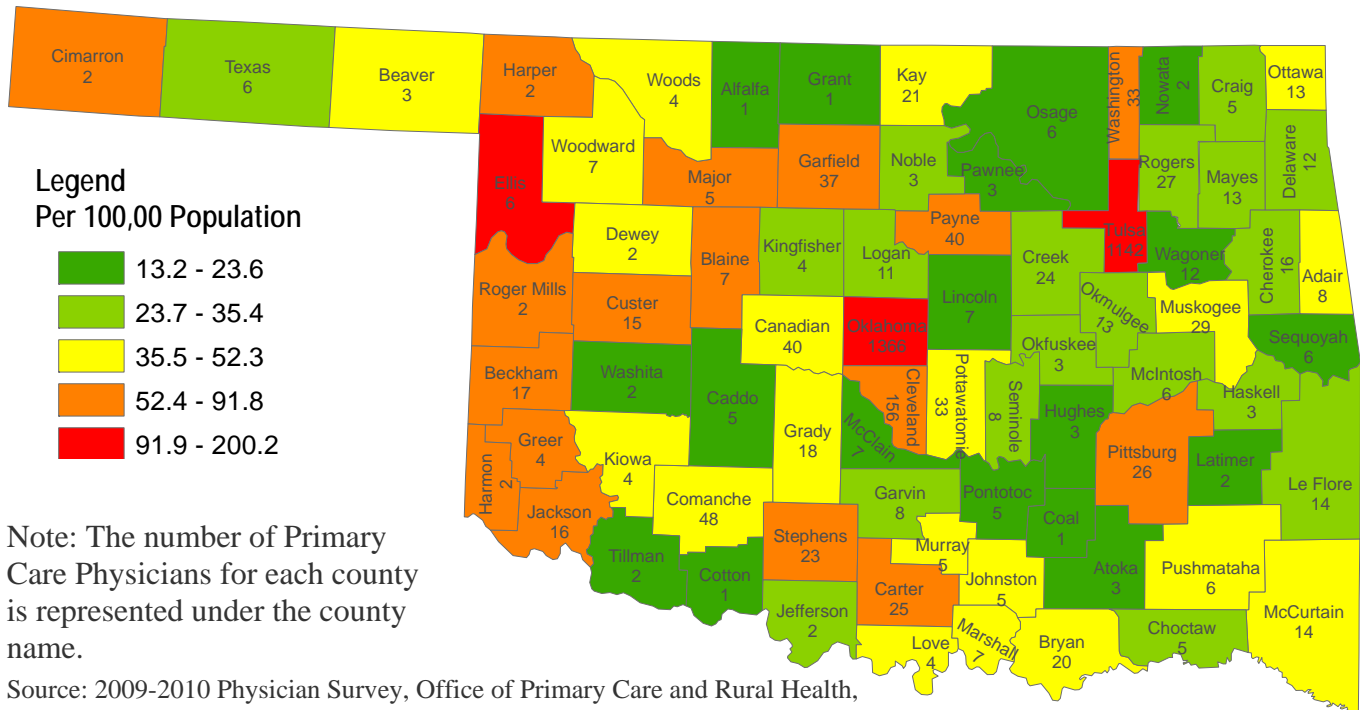 Cimarron
2
Texas
6
Beaver
3
Harper
2
Woods
4
Alfalfa
1
Grant
1
Kay
21
Osage
6
Washington
33
Nowata
2
Craig
5
Ottawa
13
Ellis
6
Woodward
7
Major
5
Garfield
37
Noble
3
Pawnee
3
Rogers
27
Mayes
13
Delaware
12
Legend
Per 100,00 Population
13.2 - 23.6
23.7 - 35.4
35.5 - 52.3
52.4 - 91.8
91.9 - 200.2
Dewey
2
Blaine
7
Kingfisher
4
Logan
11
Payne
40
Creek
24
Tulsa
1142
Wagoner
12
Cherokee
16
Adair
8
Roger Mills
2
Custer
15
Canadian
40
Oklahoma
1366
Lincoln
7
Okmulgee
13
Muskogee
29
Sequoyah
6
Beckham
17
Washita
2
Caddo
5
Grady
18
Cleveland
156
McClain
7
Pottawatomie
33
Seminole
8
Okfuskee
3
Hughes
3
McIntosh
6
Haskell
3
Pittsburg
26
Latimer
2
Le Flore
14
Harmon
2
Greer
4
Kiowa
4
Jackson
16
Comanche
48
Tillman
2
Cotton
1
Stephens
23
Jefferson
2
Garvin
8
Murray
5
Carter
25
Love
4
Pontotoc
5
Coal
1
Johnston
5
Marshall
7
Atoka
3
Bryan
20
Pushmataha
6
Choctaw
5
McCurtain
14
Note: The number of Primary
Care Physicians for each county
is represented under the county
name.
Source: 2009-2010 Physician Survey, Office of Primary Care and Rural Health,